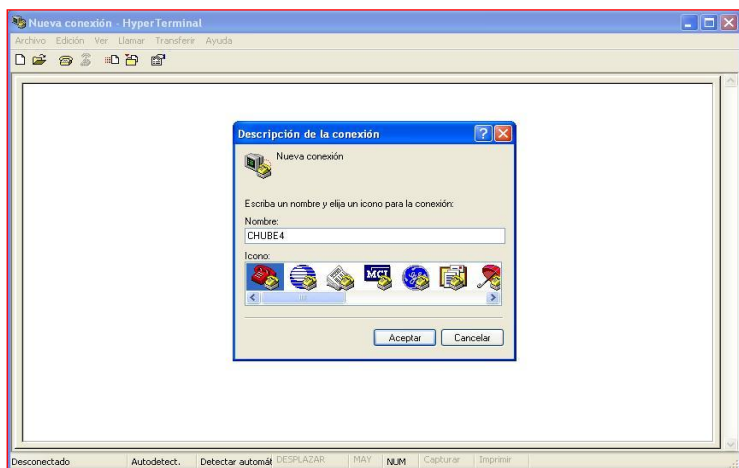 Nueva conexión - HyperTerminal
Archivo Edición Ver Llamar Transferir Ayuda
Descripción de la conexión
Nueva conexión
Escriba un nombre y elija un icono para la conexión:
Nombre:
CHUBE4
Icono:
MCI
Aceptar Cancelar
Desconectado Autodetect. Detectar automát DESPLAZAR MAY NUM Capturar Imprimir